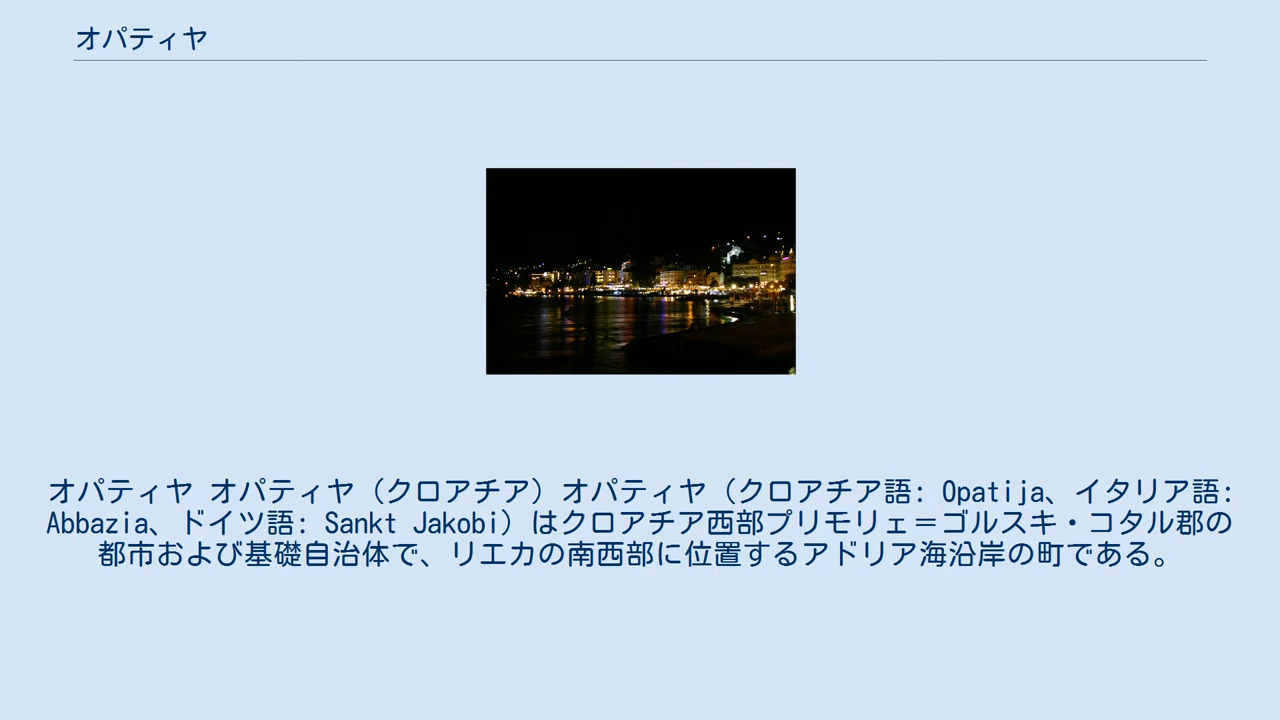 オパティヤ
オパティヤ オパティヤ（クロアチア）オパティヤ（クロアチア語: Opatija、イタリア語:
Abbazia、ドイツ語: Sankt Jakobi）はクロアチア西部プリモリェ＝ゴルスキ・コタル郡の
都市および基礎自治体で、リエカの南西部に位置するアドリア海沿岸の町である。